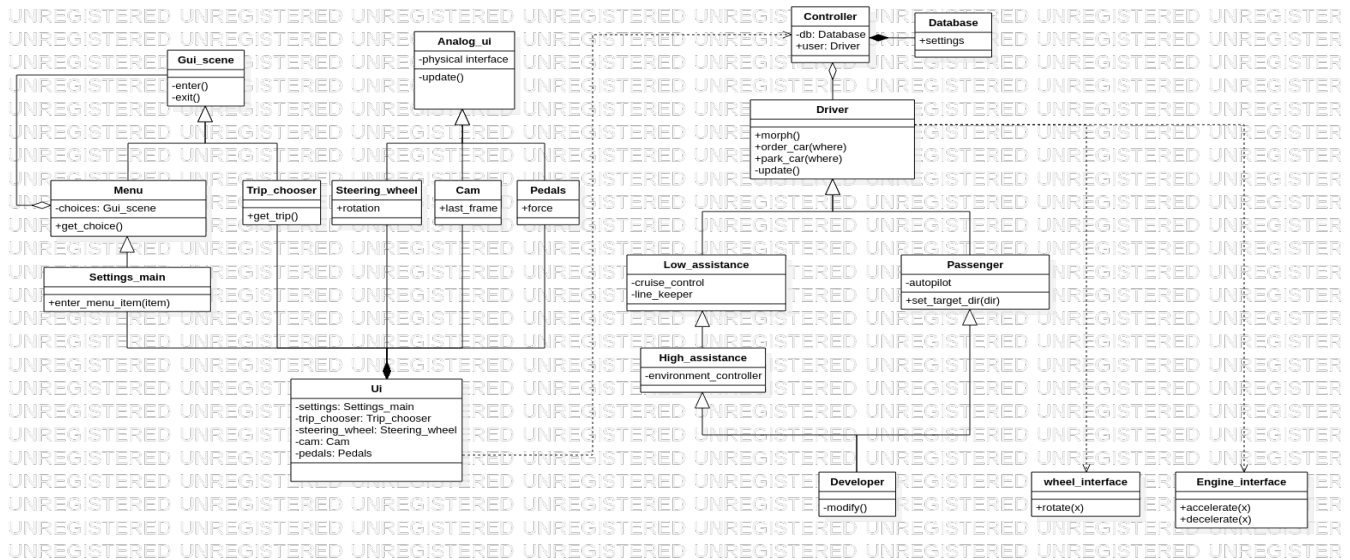 Controller
-db: Database
+user: Driver
Database
+settings
Analog_ui
-physical interface
-update()
Gui_scene
-enter()
-exit()
Driver
+morph()
+order_car(where)
+park_car(where)
-update()
Menu
-choices: Gui_scene
+get_choice()
Trip_chooser
+get_trip()
Steering_wheel
+rotation
Cam
+last_frame
Pedals
+force
Settings_main
+enter_menu_item(item)
Low_assistance
-cruise_control
-line_keeper
Passenger
-autopilot
+set_target_dir(dir)
High_assistance
-environment_controller
Ui
-settings: Settings_main
-trip_chooser: Trip_chooser
-steering_wheel: Steering_wheel
-cam: Cam
-pedals: Pedals
Developer
-modify()
wheel_interface
+rotate(x)
Engine_interface
+accelerate(x)
+decelerate(x)
UNREGISTERED